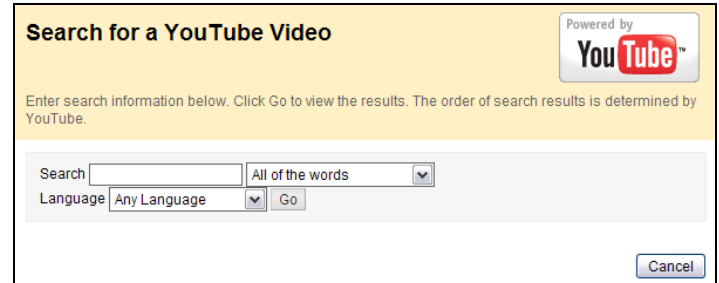 Search for a YouTube Video
Powered by
YouTube™
Enter search information below. Click Go to view the results. The order of search results is determined by
YouTube.
Search All of the words
Language Any Language Go
Cancel